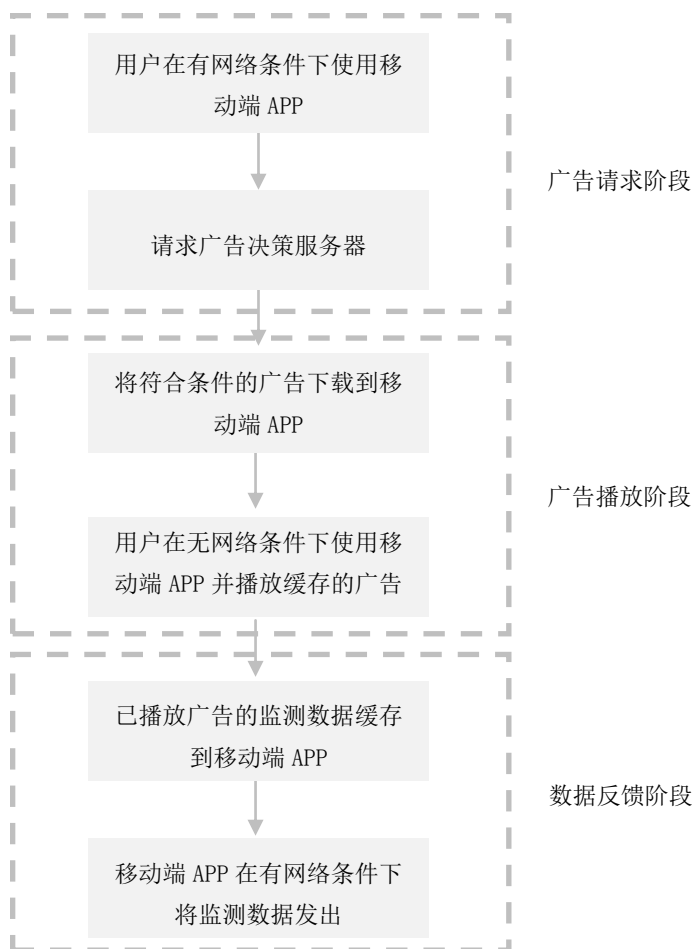 用户在有网络条件下使用移
动端 APP
广告请求阶段
请求广告决策服务器
将符合条件的广告下载到移
动端 APP
广告播放阶段
用户在无网络条件下使用移
动端 APP 并播放缓存的广告
已播放广告的监测数据缓存
到移动端 APP
数据反馈阶段
移动端 APP 在有网络条件下
将监测数据发出